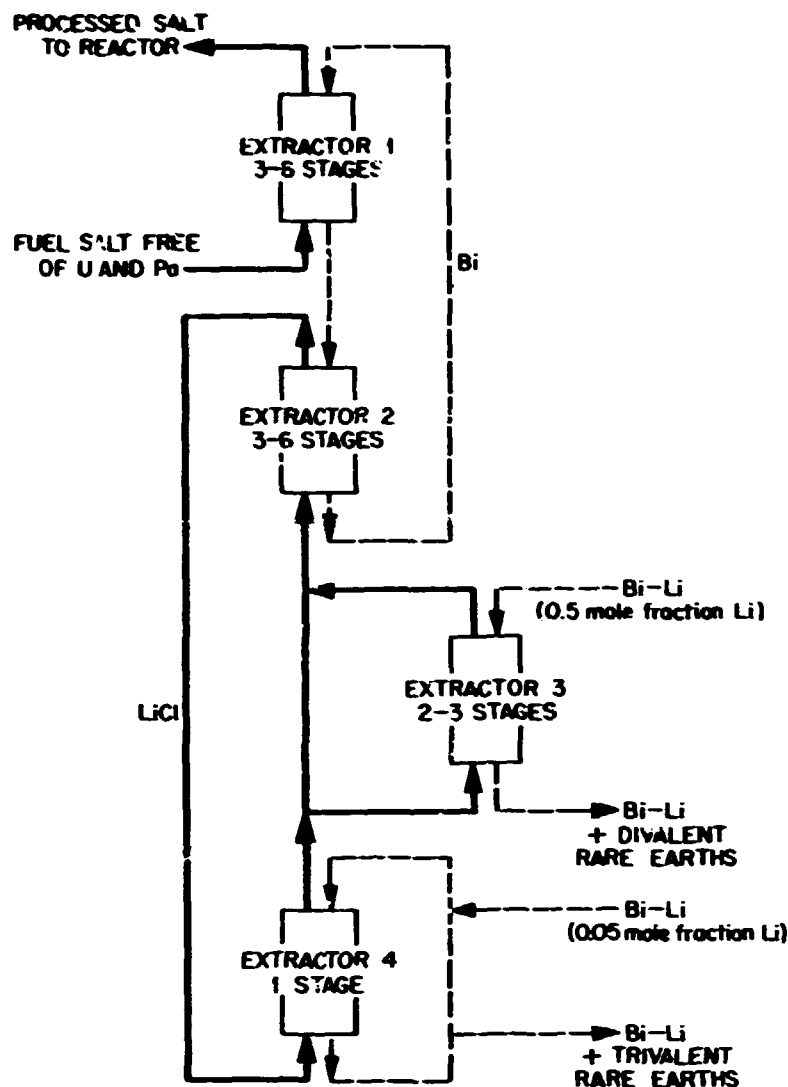 PROCESSED SALT
TO REACTOR
EXTRACTOR 1
3-6 STAGES
FUEL SALT FREE
OF U AND Pa
Bi
EXTRACTOR 2
3-6 STAGES
Bi-Li
(0.5 mole fraction Li)
EXTRACTOR 3
2-3 STAGES
LiCl
Bi-Li
+ DIVALENT
RARE EARTHS
Bi-Li
(0.05 mole fraction Li)
EXTRACTOR 4
1 STAGE
Bi-Li
+ TRIVALENT
RARE EARTHS